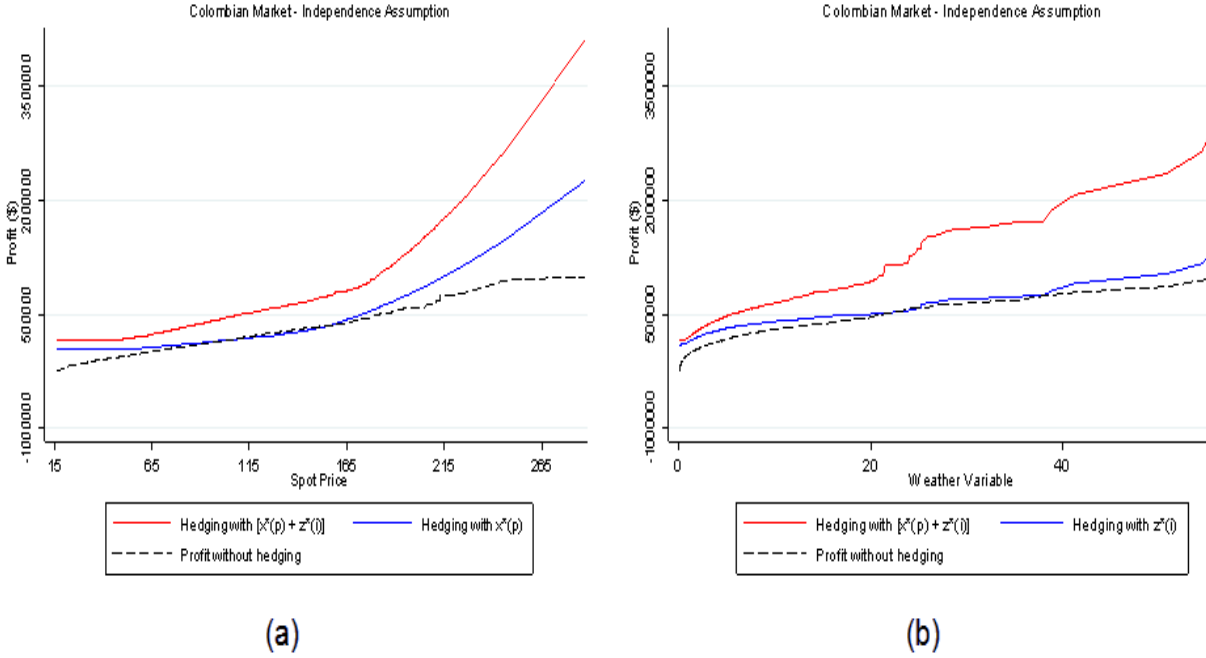 Colombian Market - Independence Assumption
Profit ($)
3500000
2000000
500000
-1000000
15 65 115 165 215 265
Spot Price
Hedging with [x*(p) + z*(i)] Hedging with x*(p)
Profit without hedging
(a)
Colombian Market - Independence Assumption
Profit ($)
3500000
2000000
500000
-1000000
0 20 40
Weather Variable
Hedging with [x*(p) + z*(i)] Hedging with z*(i)
Profit without hedging
(b)